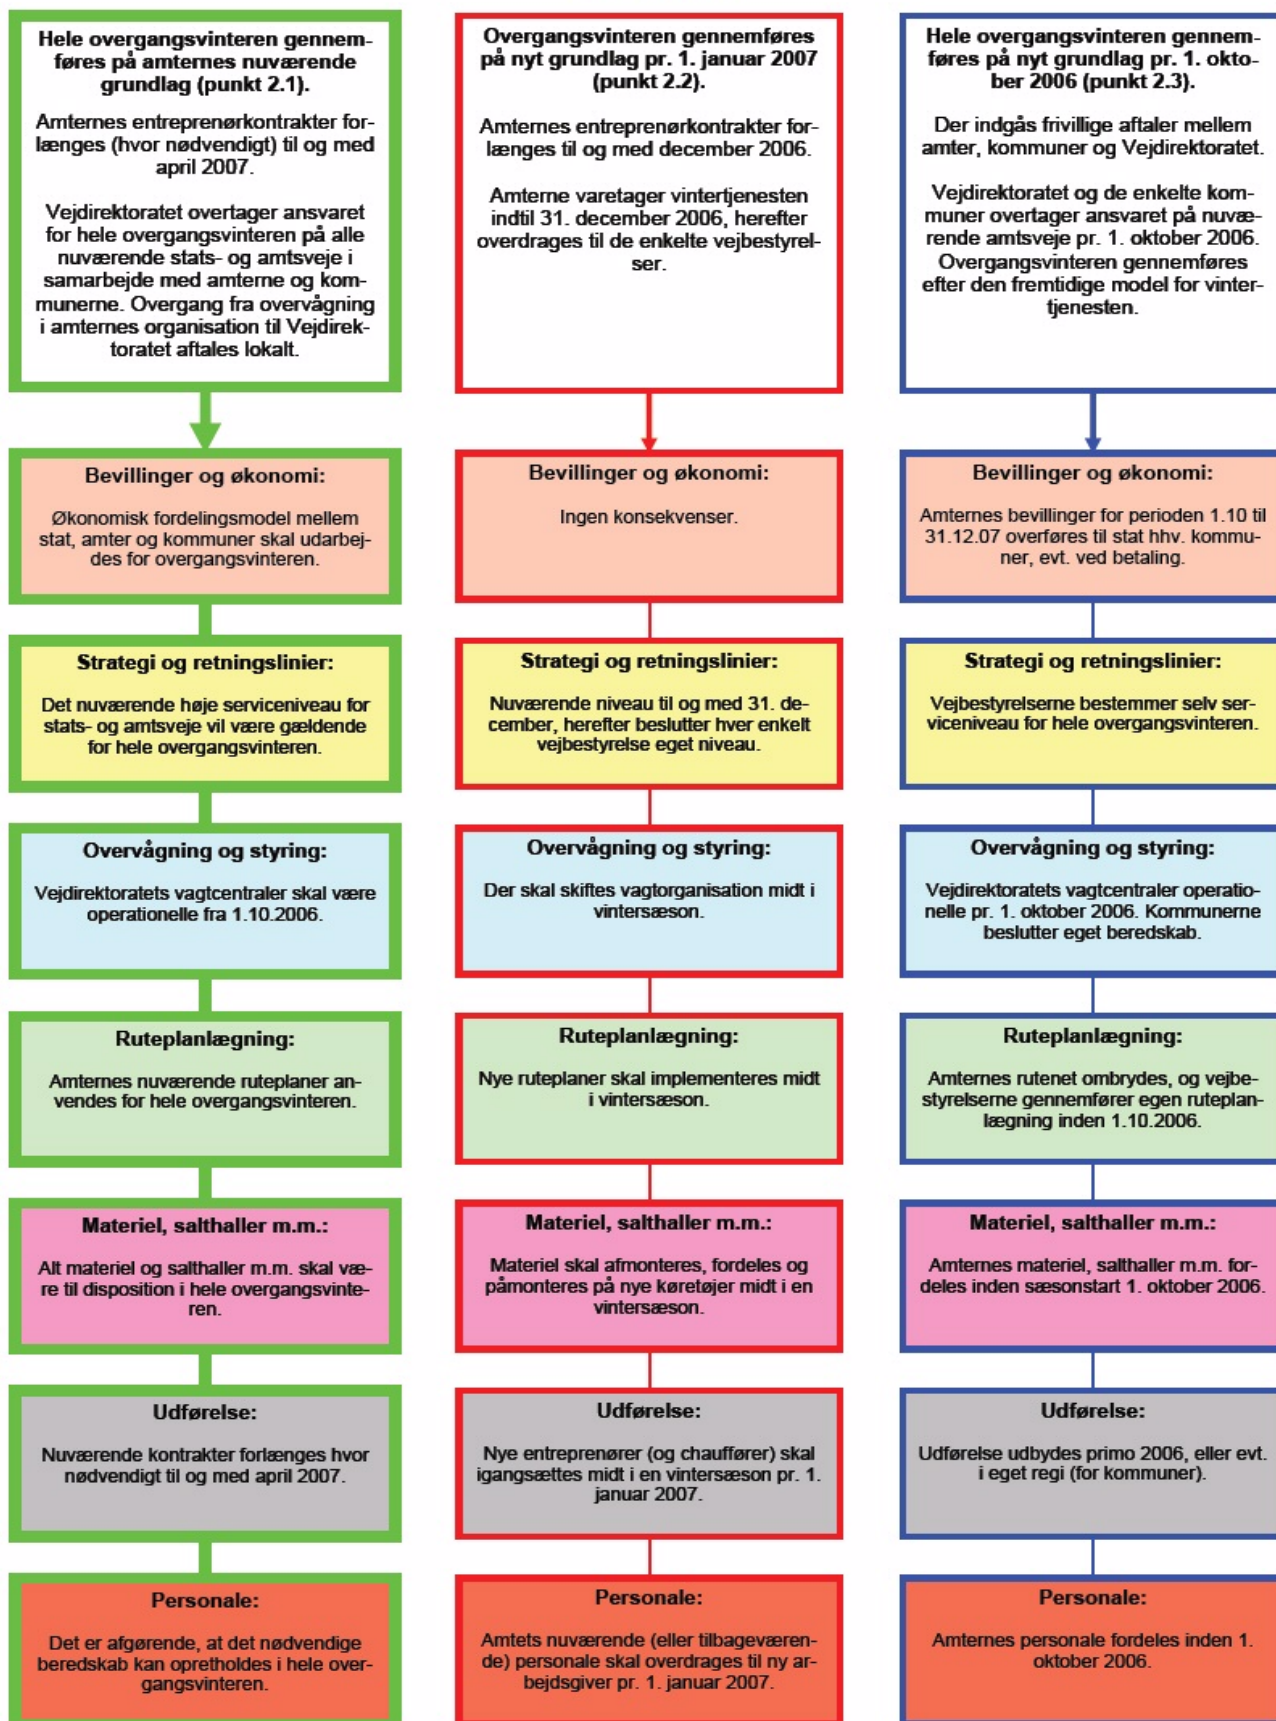 Hele overgangsvinteren gennem-
føres på amternes nuværende
grundlag (punkt 2.1).
Amternes entreprenørkontrakter for-
længes (hvor nødvendigt) til og med
april 2007.
Vejdirektoratet overtager ansvaret
for hele overgangsvinteren på alle
nuværende stats- og amtsveje i
samarbejde med amterne og kom-
munerne. Overgang fra overvågning
i amternes organisation til Vejdirek-
toratet aftales lokalt.
Bevillinger og økonomi:
Økonomisk fordelingsmodel mellem
stat, amter og kommuner skal udarbej-
des for overgangsvinteren.
Strategi og retningslinier:
Det nuværende høje serviceniveau for
stats- og amtsveje vil være gældende
for hele overgangsvinteren.
Overvågning og styring:
Vejdirektoratets vagtcentraler skal være
operationelle fra 1.10.2006.
Ruteplanlægning:
Amternes nuværende ruteplaner an-
vendes for hele overgangsvinteren.
Materiel, salthaller m.m.:
Alt materiel og salthaller m.m. skal væ-
re til disposition i hele overgangsvinte-
ren.
Udførelse:
Nuværende kontrakter forlænges hvor
nødvendigt til og med april 2007.
Personale:
Det er afgørende, at det nødvendige
beredskab kan opretholdes i hele over-
gangsvinteren.
Overgangsvinteren gennemføres
på nyt grundlag pr. 1. januar 2007
(punkt 2.2).
Amternes entreprenørkontrakter for-
længes til og med december 2006.
Amterne varetager vintertjenesten
indtil 31. december 2006, herefter
overdrages til de enkelte vejbestyrel-
ser.
Bevillinger og økonomi:
Ingen konsekvenser.
Strategi og retningslinier:
Nuværende niveau til og med 31. de-
cember, herefter beslutter hver enkelt
vejbestyrelse eget niveau.
Overvågning og styring:
Der skal skiftes vagtorganisation midt i
vintersæson.
Ruteplanlægning:
Nye ruteplaner skal implementeres midt
i vintersæson.
Materiel, salthaller m.m.:
Materiel skal afmonteres, fordeles og
påmonteres på nye køretøjer midt i en
vintersæson.
Udførelse:
Nye entreprenører (og chauffører) skal
igangsættes midt i en vintersæson pr. 1.
januar 2007.
Personale:
Amtets nuværende (eller tilbageværen-
de) personale skal overdrages til ny ar-
bejdsgiver pr. 1. januar 2007.
Hele overgangsvinteren gennem-
føres på nyt grundlag pr. 1. okto-
ber 2006 (punkt 2.3).
Der indgås frivillige aftaler mellem
amter, kommuner og Vejdirektoratet.
Vejdirektoratet og de enkelte kom-
muner overtager ansvaret på nuvæ-
rende amtsveje pr. 1. oktober 2006.
Overgangsvinteren gennemføres
efter den fremtidige model for vinter-
tjenesten.
Bevillinger og økonomi:
Amternes bevillinger for perioden 1.10 til
31.12.07 overføres til stat hhv. kommu-
ner, evt. ved betaling.
Strategi og retningslinier:
Vejbestyrelserne bestemmer selv ser-
viceniveau for hele overgangsvinteren.
Overvågning og styring:
Vejdirektoratets vagtcentraler operatio-
nelle pr. 1. oktober 2006. Kommunerne
beslutter eget beredskab.
Ruteplanlægning:
Amternes rutenet ombrydes, og vejbe-
styrelserne gennemfører egen ruteplan-
lægning inden 1.10.2006.
Materiel, salthaller m.m.:
Amternes materiel, salthaller m.m. for-
deles inden sæsonstart 1. oktober 2006.
Udførelse:
Udførelse udbydes primo 2006, eller evt.
i eget regi (for kommuner).
Personale:
Amternes personale fordeles inden 1.
oktober 2006.